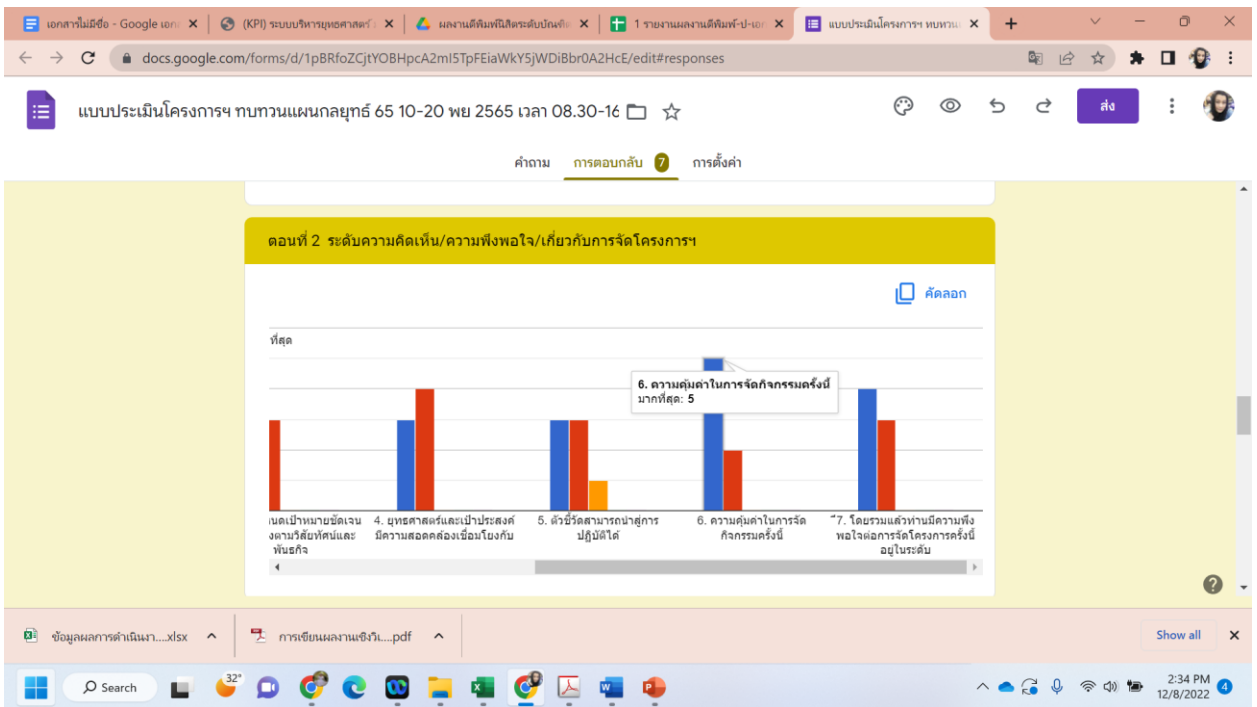 เอกสารไม่มีชื่อ - Google เอก
(KPI) ระบบบริหารยุทธศาสตร์
ผลงานตีพิมพ์นิสิตระดับบัณฑิต
1 รายงานผลงานตีพิมพ์-ป-เอก
แบบประเมินโครงการฯ ทบทวน
docs.google.com/forms/d/1pBRfoZCjtYOBHpcA2mI5TpFEiaWkY5jWDiBbr0A2HcE/edit#responses
แบบประเมินโครงการฯ ทบทวนแผนกลยุทธ์ 65 10-20 พย 2565 เวลา 08.30-16
ส่ง
คำถาม การตอบกลับ 7 การตั้งค่า
ตอนที่ 2 ระดับความคิดเห็น/ความพึงพอใจ/เกี่ยวกับการจัดโครงการฯ
คัดลอก
ที่สุด
6. ความคุ้มค่าในการจัดกิจกรรมครั้งนี้
มากที่สุด: 5
นดเป้าหมายชัดเจน
งตามวิสัยทัศน์และ
พันธกิจ
4. ยุทธศาสตร์และเป้าประสงค์
มีความสอดคล้องเชื่อมโยงกัน
5. ตัวชี้วัดสามารถนำสู่การ
ปฏิบัติได้
6. ความคุ้มค่าในการจัด
กิจกรรมครั้งนี้
7. โดยรวมแล้วท่านมีความพึง
พอใจต่อการจัดโครงการครั้งนี้
อยู่ในระดับ
ข้อมูลผลการดำเนินงา....xlsx
การเขียนผลงานเชิงวิ....pdf
Show all
Search
32°
2:34 PM
12/8/2022
4